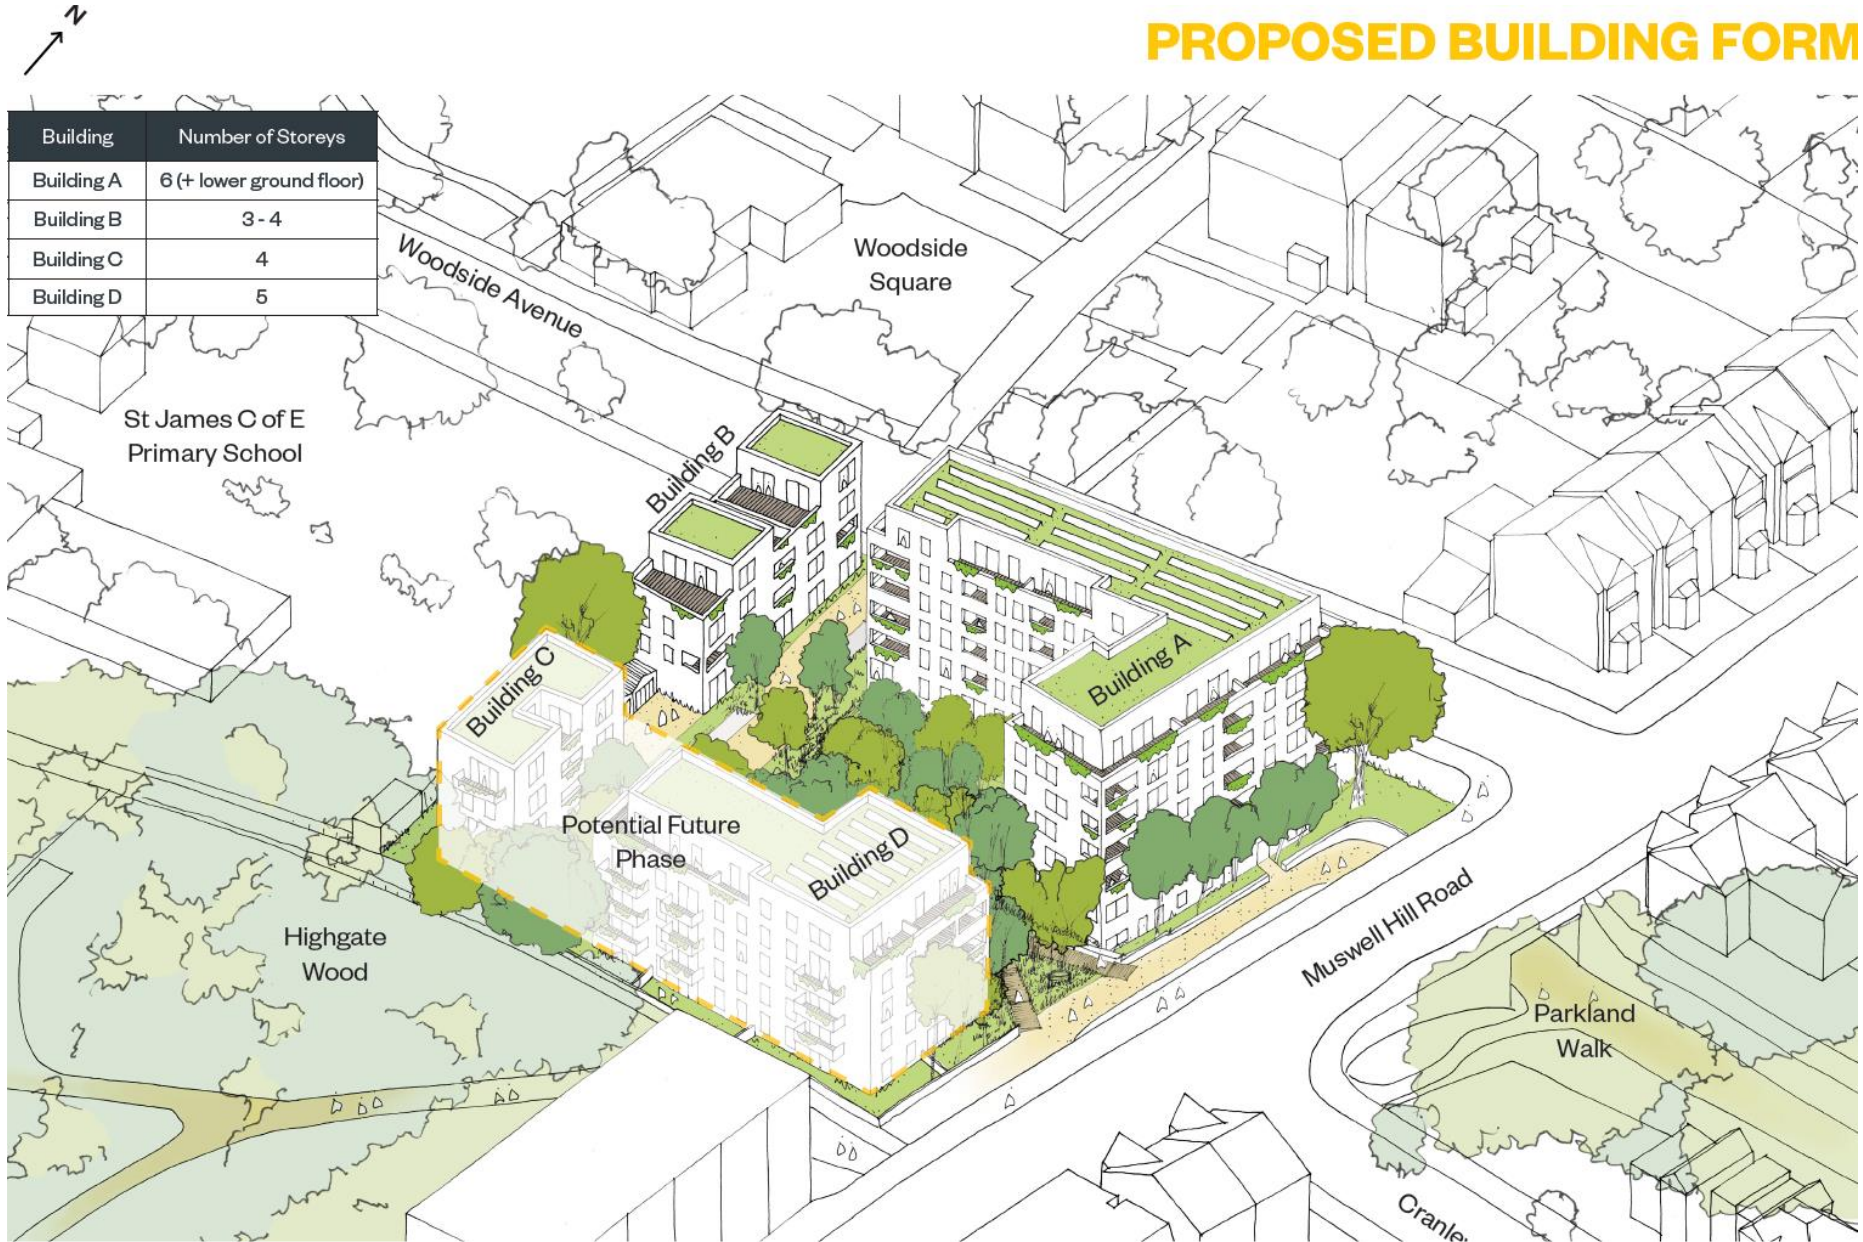 N
PROPOSED BUILDING FORM
Building Number of Storeys
Building A 6 (+ lower ground floor)
Building B 3 - 4
Building C 4
Building D 5
Woodside Avenue
Woodside
Square
St James C of E
Primary School
Building B
Building C
Building A
Potential Future
Phase
Building D
Highgate
Wood
Muswell Hill Road
Parkland
Walk
Cranle